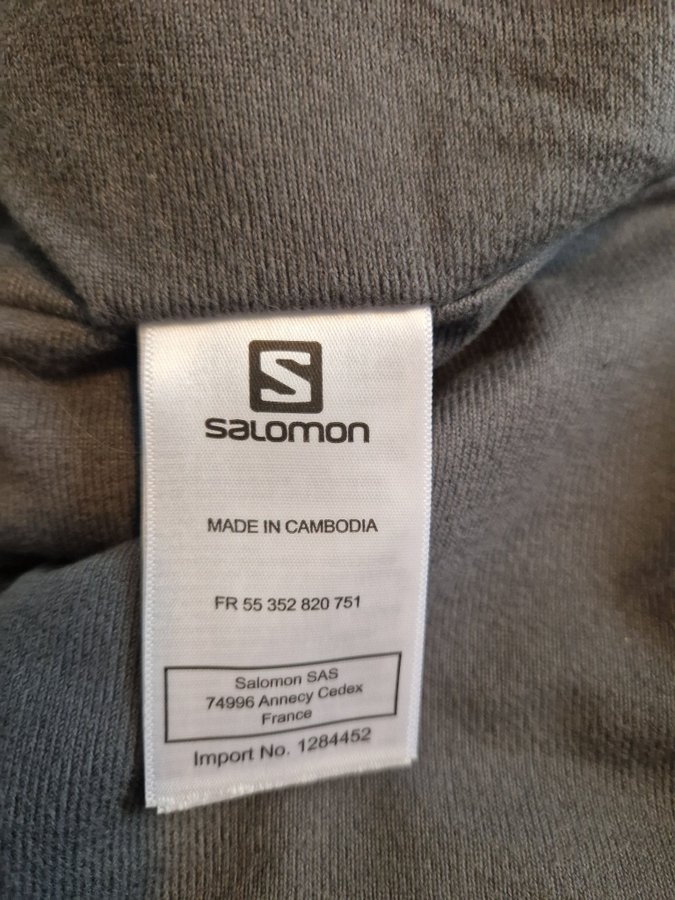 S
SALOMON
MADE IN CAMBODIA
FR 55 352 820 751
Salomon SAS
74996 Annecy Cedex
France
Import No. 1284452